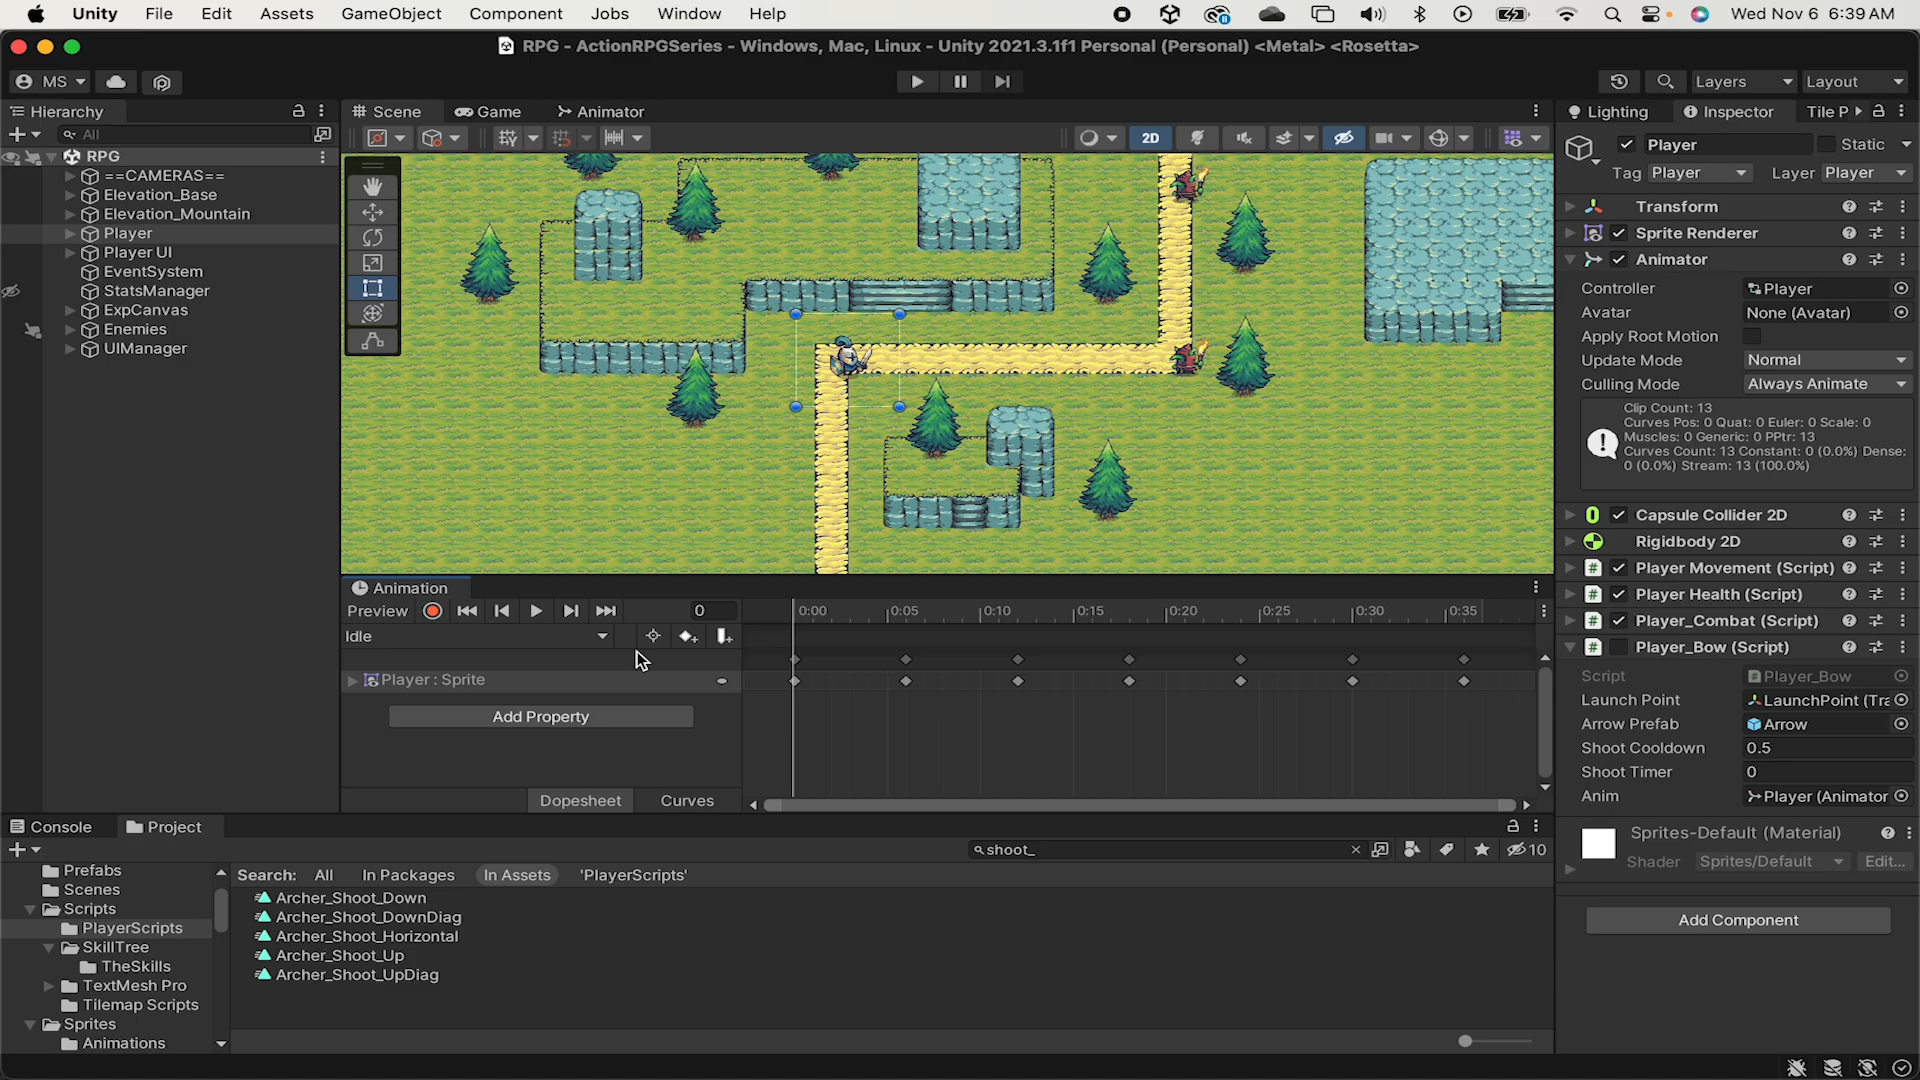 Unity File Edit Assets GameObject Component Jobs Window Help
Wed Nov 6 6:39 AM
RPG - ActionRPGSeries - Windows, Mac, Linux - Unity 2021.3.1f1 Personal (Personal) <Metal> <Rosetta>
MS
Layers
Layout
Hierarchy
Scene
Game
Animator
Lighting
Inspector
Tile P
All
2D
RPG
==CAMERAS==
Elevation_Base
Elevation_Mountain
Player
Player UI
EventSystem
StatsManager
ExpCanvas
Enemies
UIManager
Player
Static
Tag Player
Layer Player
Transform
Sprite Renderer
Animator
Controller Player
Avatar None (Avatar)
Apply Root Motion
Update Mode Normal
Culling Mode Always Animate
Clip Count: 13
Curves Pos: 0 Quat: 0 Euler: 0 Scale: 0
Muscles: 0 Generic: 0 PPtr: 13
Curves Count: 13 Constant: 0 (0.0%) Dense:
0 (0.0%) Stream: 13 (100.0%)
Capsule Collider 2D
Rigidbody 2D
Player Movement (Script)
Player Health (Script)
Player_Combat (Script)
Player_Bow (Script)
Script Player_Bow
Launch Point LaunchPoint (Tra
Arrow Prefab Arrow
Shoot Cooldown 0.5
Shoot Timer 0
Anim Player (Animator
Sprites-Default (Material)
Shader Sprites/Default Edit...
Add Component
Animation
Preview
0
0:00 0:05 0:10 0:15 0:20 0:25 0:30 0:35
Idle
Player : Sprite
Add Property
Dopesheet
Curves
Console
Project
shoot_
10
Prefabs
Scenes
Scripts
PlayerScripts
SkillTree
TheSkills
TextMesh Pro
Tilemap Scripts
Sprites
Animations
Search: All In Packages In Assets 'PlayerScripts'
Archer_Shoot_Down
Archer_Shoot_DownDiag
Archer_Shoot_Horizontal
Archer_Shoot_Up
Archer_Shoot_UpDiag